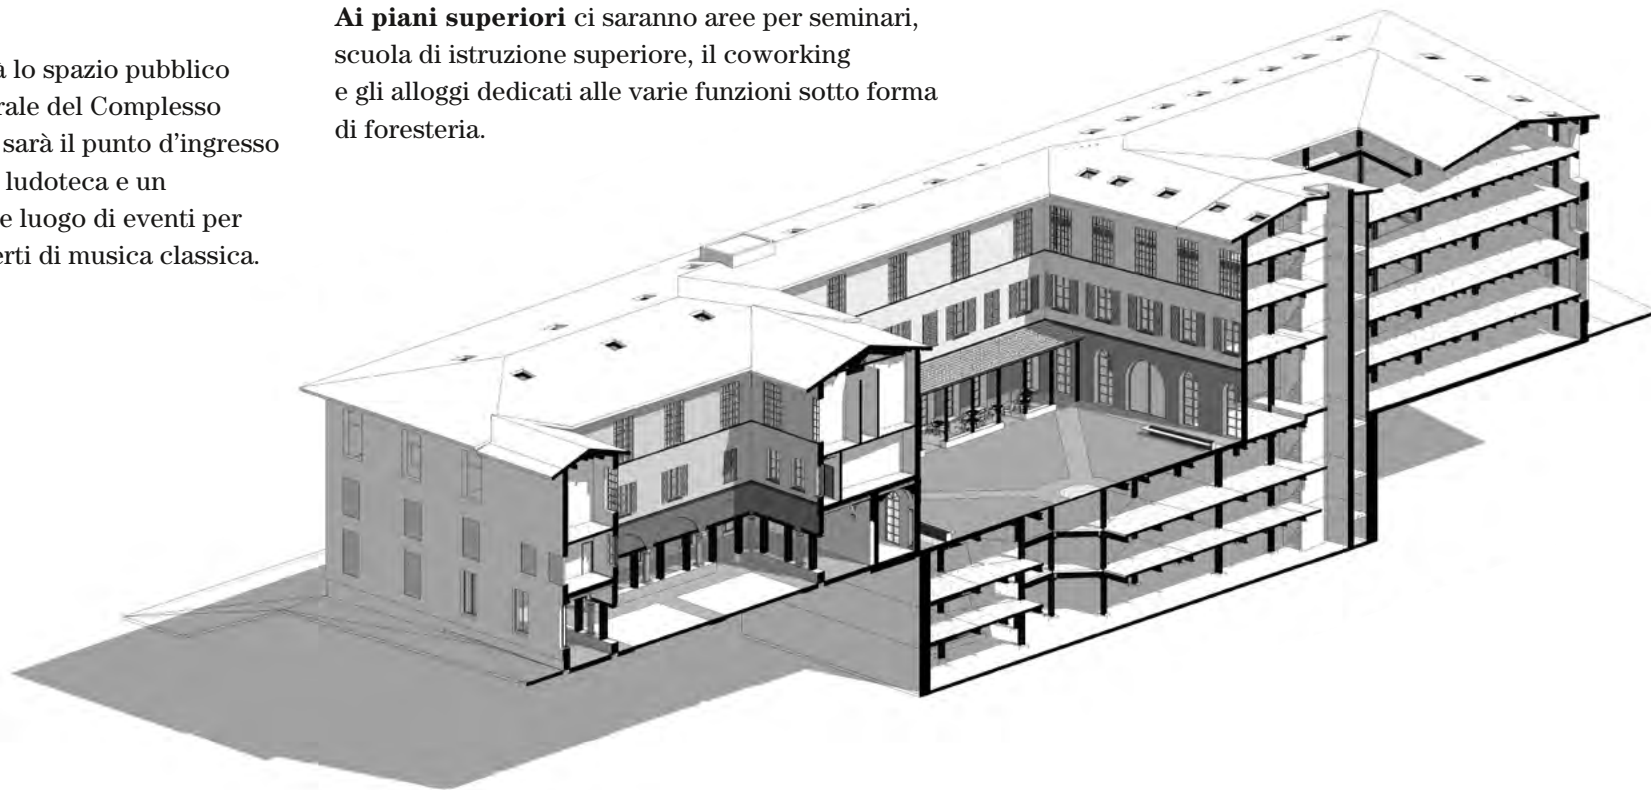 à lo spazio pubblico
rale del Complesso
sarà il punto d'ingresso
ludoteca e un
e luogo di eventi per
erti di musica classica.
Ai piani superiori ci saranno aree per seminari,
scuola di istruzione superiore, il coworking
e gli alloggi dedicati alle varie funzioni sotto forma
di foresteria.